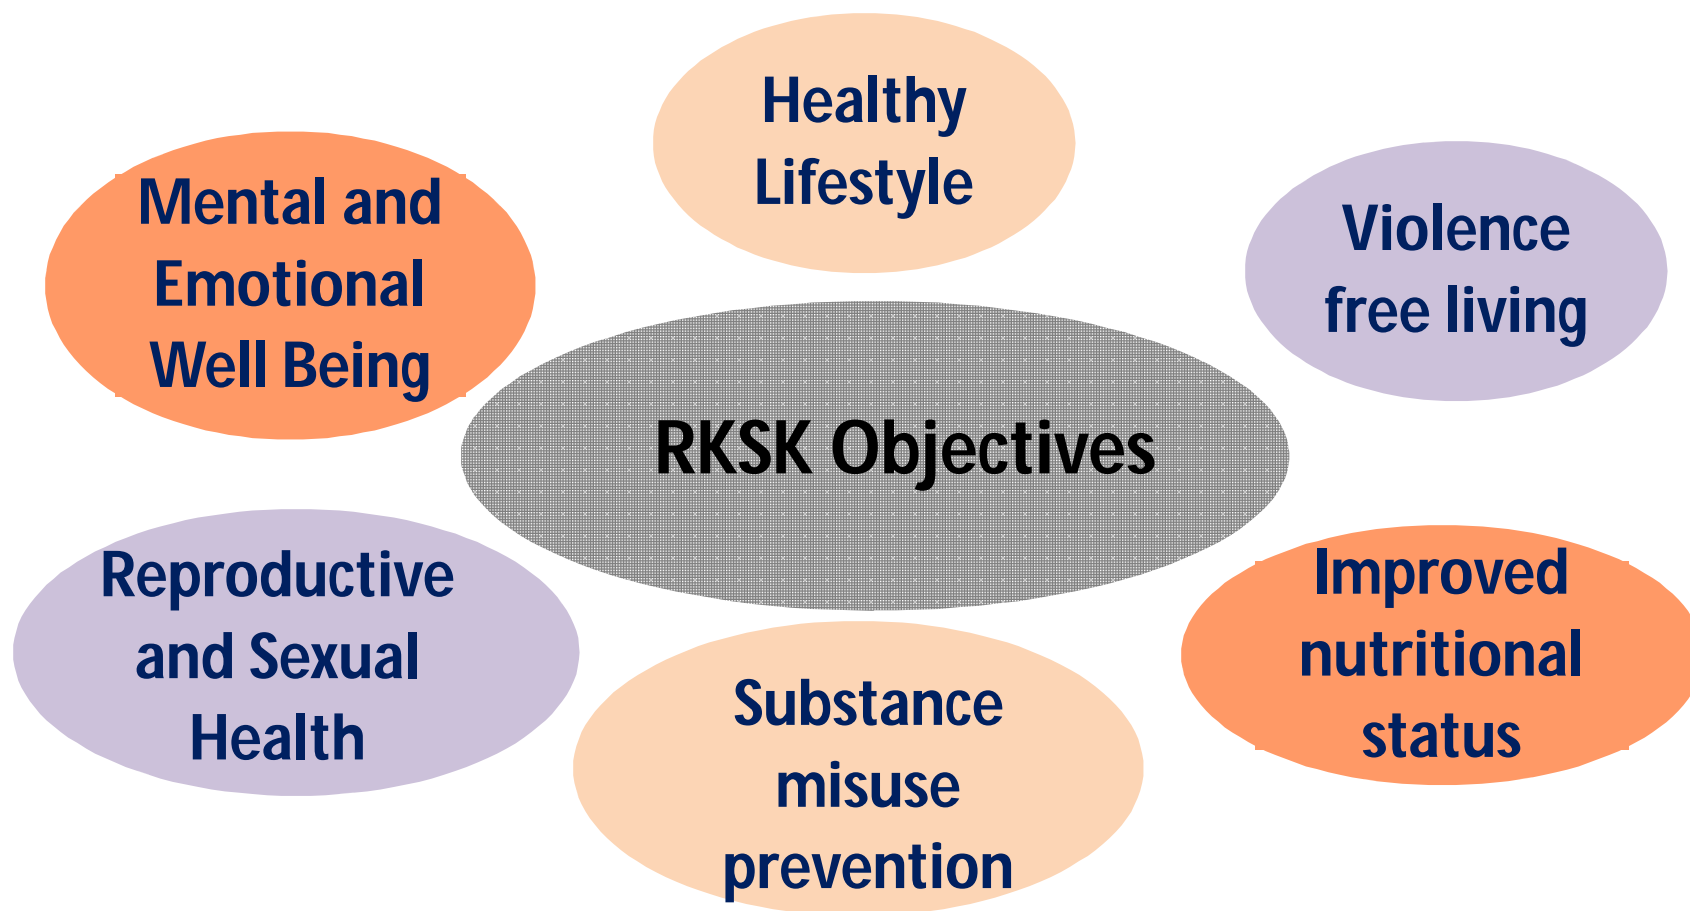 Healthy
Lifestyle
Mental and
Emotional
Well Being
Violence
free living
RKSK Objectives
Reproductive
and Sexual
Health
Improved
nutritional
status
Substance
misuse
prevention